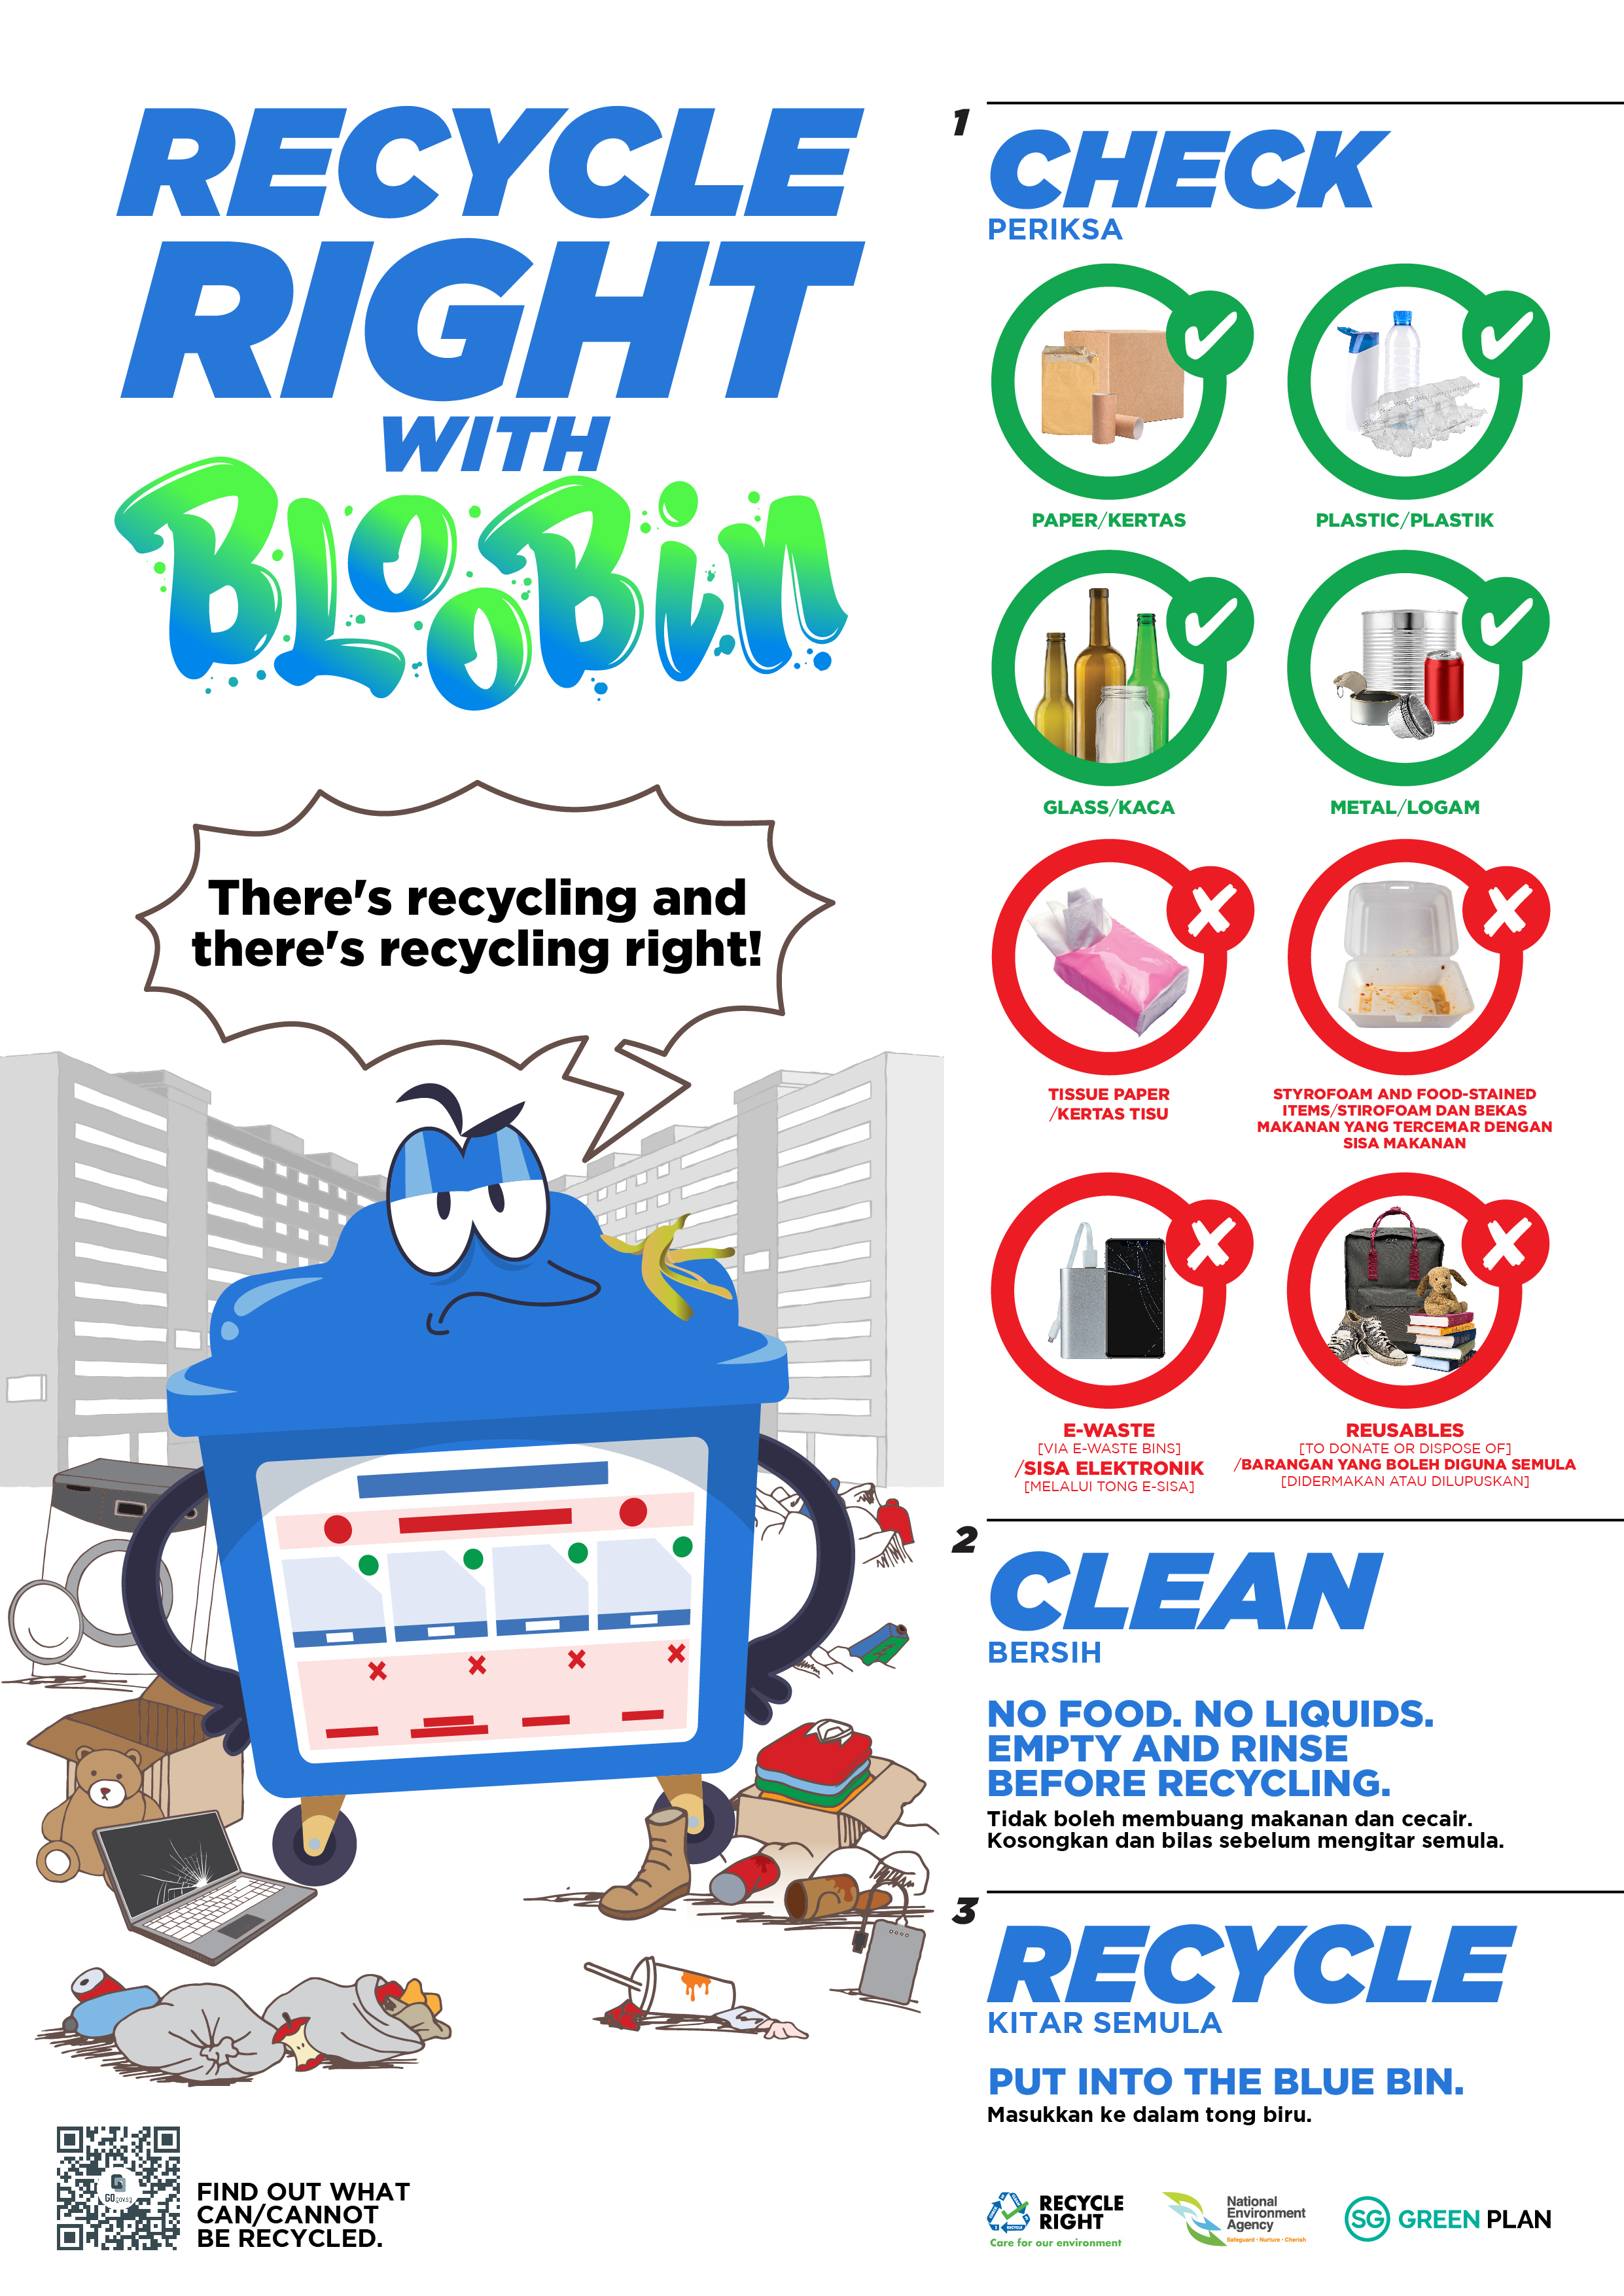 RECYCLE
RIGHT
WITH
BLOOBIN
There's recycling and
there's recycling right!
FIND OUT WHAT
CAN/CANNOT
BE RECYCLED.
1
CHECK
PERIKSA
PAPER/KERTAS
PLASTIC/PLASTIK
GLASS/KACA
METAL/LOGAM
TISSUE PAPER
/KERTAS TISU
STYROFOAM AND FOOD-STAINED
ITEMS/STIROFOAM DAN BEKAS
MAKANAN YANG TERCEMAR DENGAN
SISA MAKANAN
E-WASTE
[VIA E-WASTE BINS]
/SISA ELEKTRONIK
[MELALUI TONG E-SISA]
REUSABLES
[TO DONATE OR DISPOSE OF]
/BARANGAN YANG BOLEH DIGUNA SEMULA
[DIDERMAKAN ATAU DILUPUSKAN]
2
CLEAN
BERSIH
NO FOOD. NO LIQUIDS.
EMPTY AND RINSE
BEFORE RECYCLING.
Tidak boleh membuang makanan dan cecair.
Kosongkan dan bilas sebelum mengitar semula.
3
RECYCLE
KITAR SEMULA
PUT INTO THE BLUE BIN.
Masukkan ke dalam tong biru.
GO.gov.sg
RECYCLE
RIGHT
Care for our environment
National
Environment
Agency
Safeguard · Nurture · Cherish
SG GREEN PLAN